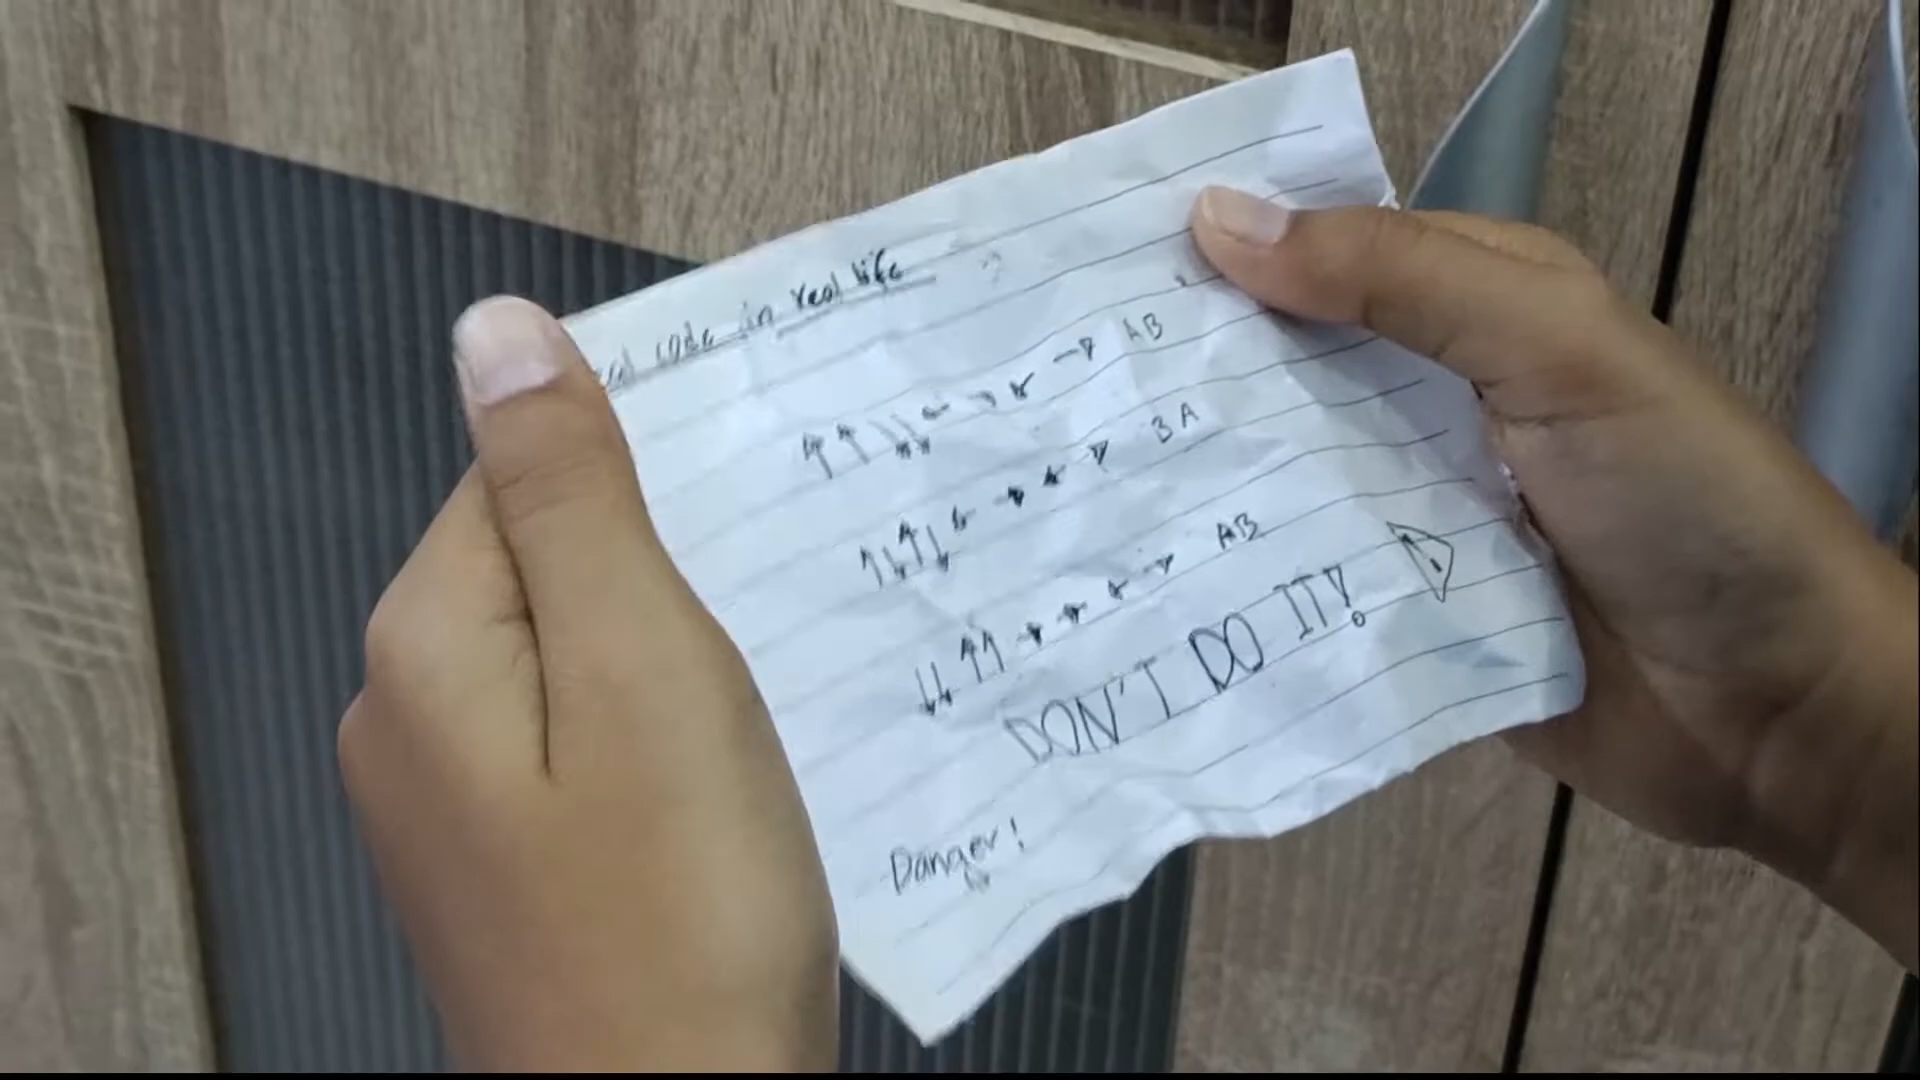 code in real life
↑↑↓↓←→←→ AB
↑↓↑↓←→←→ BA
↓↓↑↑→→←→ AB
DON'T DO IT!
Danger!